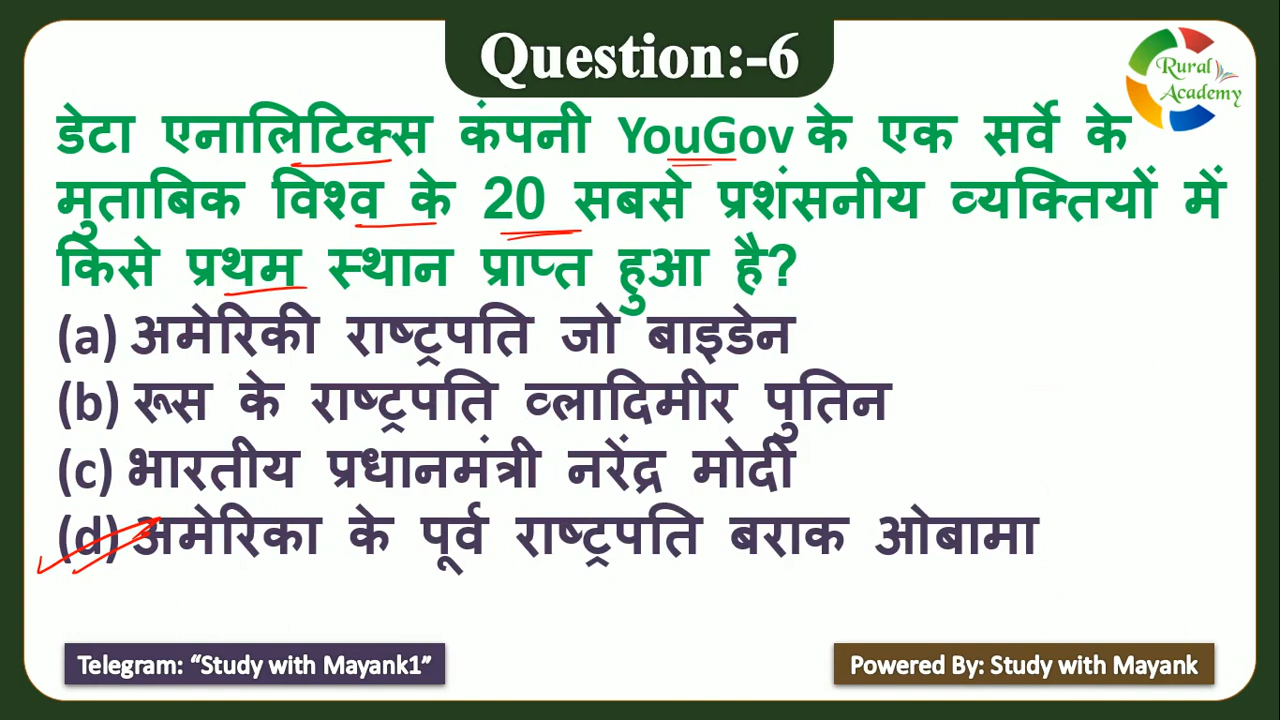 Question:-6
Rural
Academy
डेटा एनालिटिक्स कंपनी YouGov के एक सर्वे के
मुताबिक विश्व के 20 सबसे प्रशंसनीय व्यक्तियों में
किसे प्रथम स्थान प्राप्त हुआ है?
(a) अमेरिकी राष्ट्रपति जो बाइडेन
(b) रूस के राष्ट्रपति व्लादिमीर पुतिन
(c) भारतीय प्रधानमंत्री नरेंद्र मोदी
(d) अमेरिका के पूर्व राष्ट्रपति बराक ओबामा
Telegram: “Study with Mayank1”
Powered By: Study with Mayank